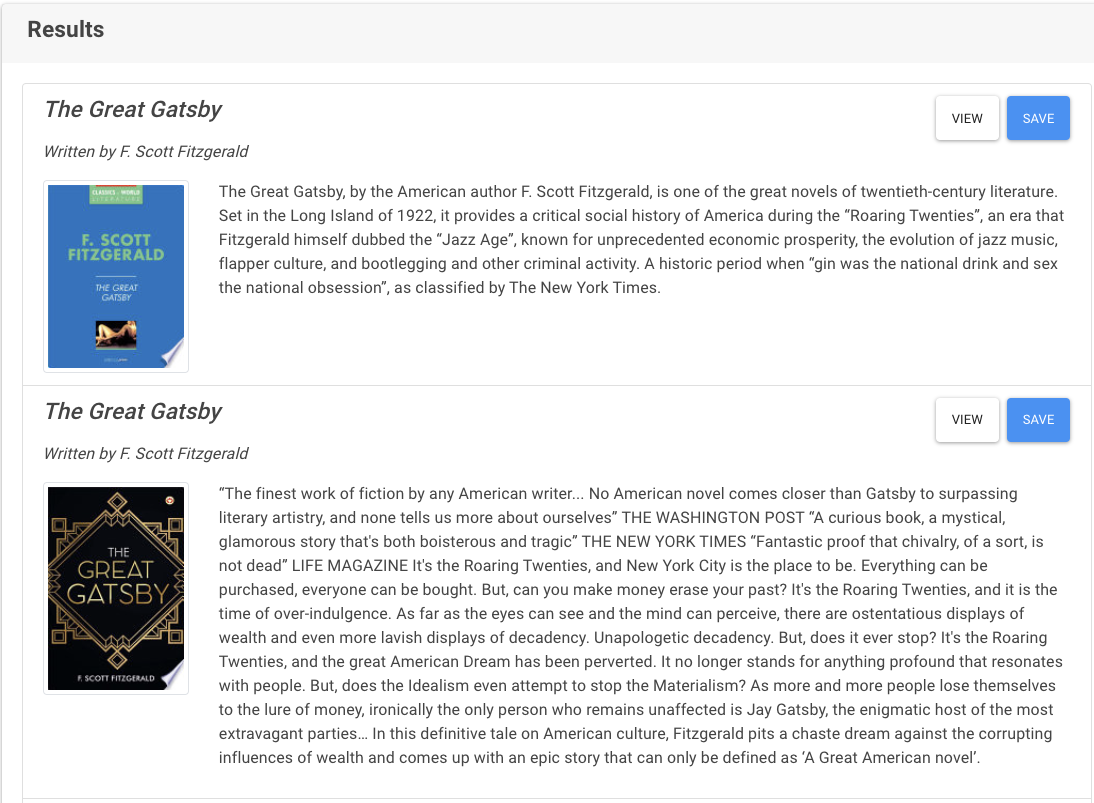 Results
The Great Gatsby
VIEW
SAVE
Written by F. Scott Fitzgerald
CLASSICS - WORLD
LITERATURE
F. SCOTT
FITZGERALD
THE GREAT
GATSBY
The Great Gatsby, by the American author F. Scott Fitzgerald, is one of the great novels of twentieth-century literature.
Set in the Long Island of 1922, it provides a critical social history of America during the “Roaring Twenties”, an era that
Fitzgerald himself dubbed the “Jazz Age”, known for unprecedented economic prosperity, the evolution of jazz music,
flapper culture, and bootlegging and other criminal activity. A historic period when “gin was the national drink and sex
the national obsession”, as classified by The New York Times.
The Great Gatsby
VIEW
SAVE
Written by F. Scott Fitzgerald
THE
GREAT
GATSBY
F. SCOTT FITZGERALD
“The finest work of fiction by any American writer... No American novel comes closer than Gatsby to surpassing
literary artistry, and none tells us more about ourselves” THE WASHINGTON POST “A curious book, a mystical,
glamorous story that's both boisterous and tragic” THE NEW YORK TIMES “Fantastic proof that chivalry, of a sort, is
not dead” LIFE MAGAZINE It's the Roaring Twenties, and New York City is the place to be. Everything can be
purchased, everyone can be bought. But, can you make money erase your past? It's the Roaring Twenties, and it is the
time of over-indulgence. As far as the eyes can see and the mind can perceive, there are ostentatious displays of
wealth and even more lavish displays of decadency. Unapologetic decadency. But, does it ever stop? It's the Roaring
Twenties, and the great American Dream has been perverted. It no longer stands for anything profound that resonates
with people. But, does the Idealism even attempt to stop the Materialism? As more and more people lose themselves
to the lure of money, ironically the only person who remains unaffected is Jay Gatsby, the enigmatic host of the most
extravagant parties… In this definitive tale on American culture, Fitzgerald pits a chaste dream against the corrupting
influences of wealth and comes up with an epic story that can only be defined as ‘A Great American novel’.